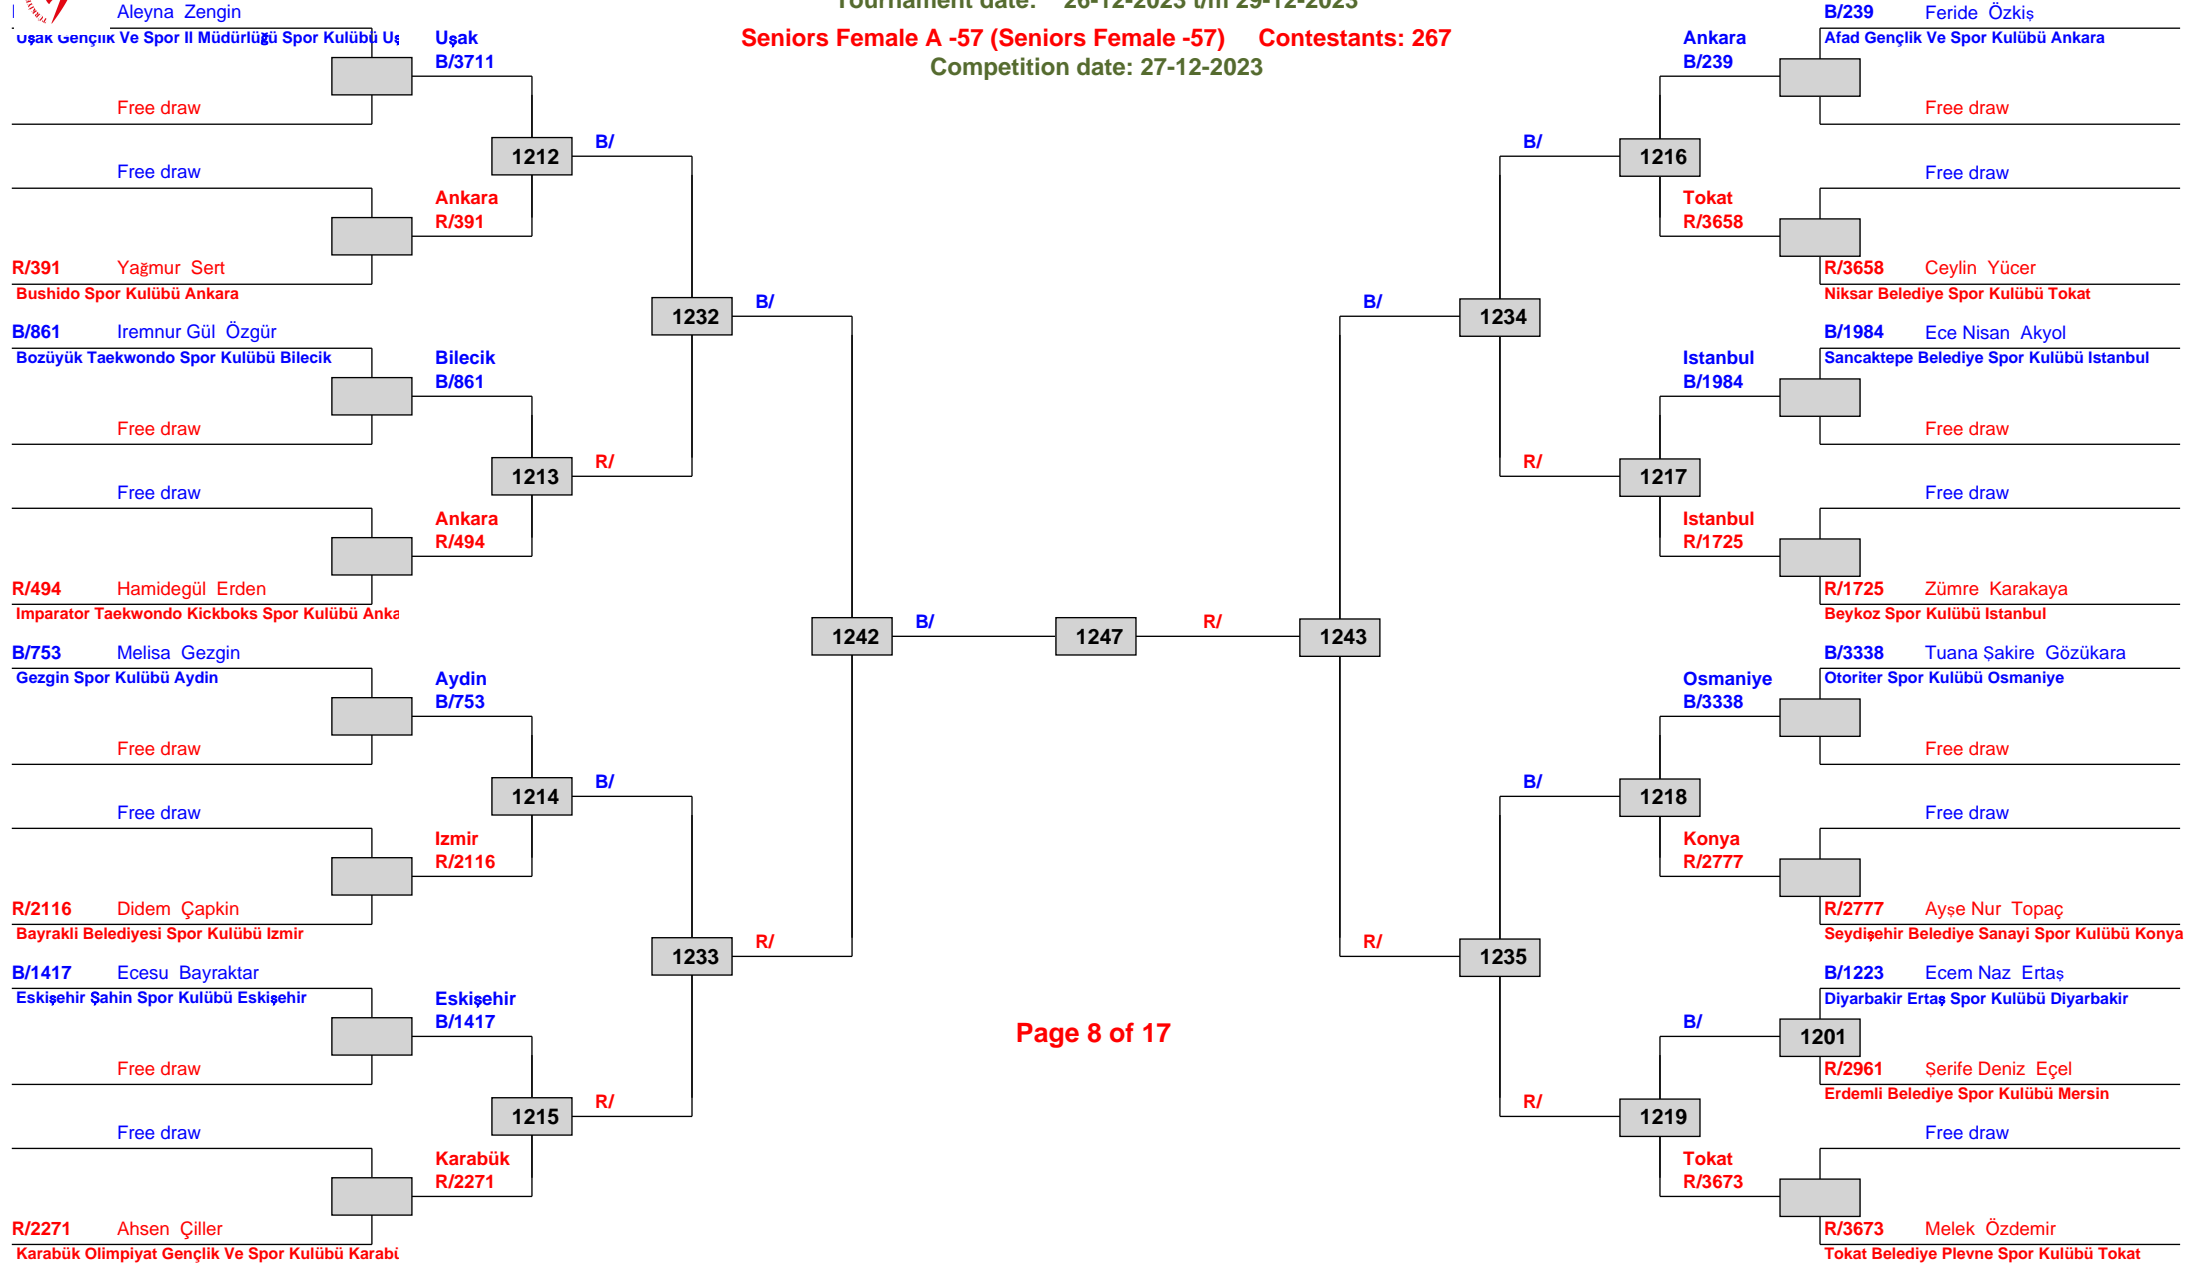 Tournament date: 26-12-2023 t/m 29-12-2023
Seniors Female A -57 (Seniors Female -57) Contestants: 267
Competition date: 27-12-2023
Aleyna Zengin
Uşak Gençlik Ve Spor Il Müdürlüğü Spor Kulübü Uş
Free draw
Free draw
R/391 Yağmur Sert
Bushido Spor Kulübü Ankara
B/861 Iremnur Gül Özgür
Bozüyük Taekwondo Spor Kulübü Bilecik
Free draw
Free draw
R/494 Hamidegül Erden
Imparator Taekwondo Kickboks Spor Kulübü Anka
B/753 Melisa Gezgin
Gezgin Spor Kulübü Aydin
Free draw
Free draw
R/2116 Didem Çapkin
Bayrakli Belediyesi Spor Kulübü Izmir
B/1417 Ecesu Bayraktar
Eskişehir Şahin Spor Kulübü Eskişehir
Free draw
Free draw
R/2271 Ahsen Çiller
Karabük Olimpiyat Gençlik Ve Spor Kulübü Karabü
Uşak
B/3711
1212
Ankara
R/391
Bilecik
B/861
1213
Ankara
R/494
Aydin
B/753
1214
Izmir
R/2116
Eskişehir
B/1417
1215
Karabük
R/2271
B/
1232
R/
B/
1233
R/
B/
1242
R/
B/
1247
R/
Page 8 of 17
B/
1243
R/
B/
1234
R/
B/
1235
R/
Ankara
B/239
1216
Tokat
R/3658
Istanbul
B/1984
1217
Istanbul
R/1725
Osmaniye
B/3338
1218
Konya
R/2777
B/
1219
Tokat
R/3673
B/239 Feride Özkiş
Afad Gençlik Ve Spor Kulübü Ankara
Free draw
Free draw
R/3658 Ceylin Yücer
Niksar Belediye Spor Kulübü Tokat
B/1984 Ece Nisan Akyol
Sancaktepe Belediye Spor Kulübü Istanbul
Free draw
Free draw
R/1725 Zümre Karakaya
Beykoz Spor Kulübü Istanbul
B/3338 Tuana Şakire Gözükara
Otoriter Spor Kulübü Osmaniye
Free draw
Free draw
R/2777 Ayşe Nur Topaç
Seydişehir Belediye Sanayi Spor Kulübü Konya
B/1223 Ecem Naz Ertaş
Diyarbakir Ertaş Spor Kulübü Diyarbakir
1201
R/2961 Şerife Deniz Eçel
Erdemli Belediye Spor Kulübü Mersin
Free draw
R/3673 Melek Özdemir
Tokat Belediye Plevne Spor Kulübü Tokat